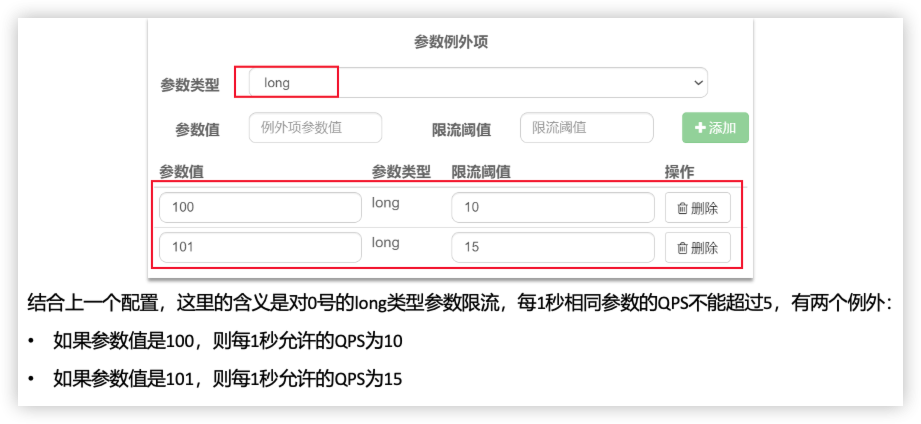 参数例外项
参数类型 long
参数值 例外项参数值 限流阈值 限流阈值 +添加
参数值 参数类型 限流阈值 操作
100 long 10 删除
101 long 15 删除
结合上一个配置，这里的含义是对0号的long类型参数限流，每1秒相同参数的QPS不能超过5，有两个例外：
• 如果参数值是100，则每1秒允许的QPS为10
• 如果参数值是101，则每1秒允许的QPS为15